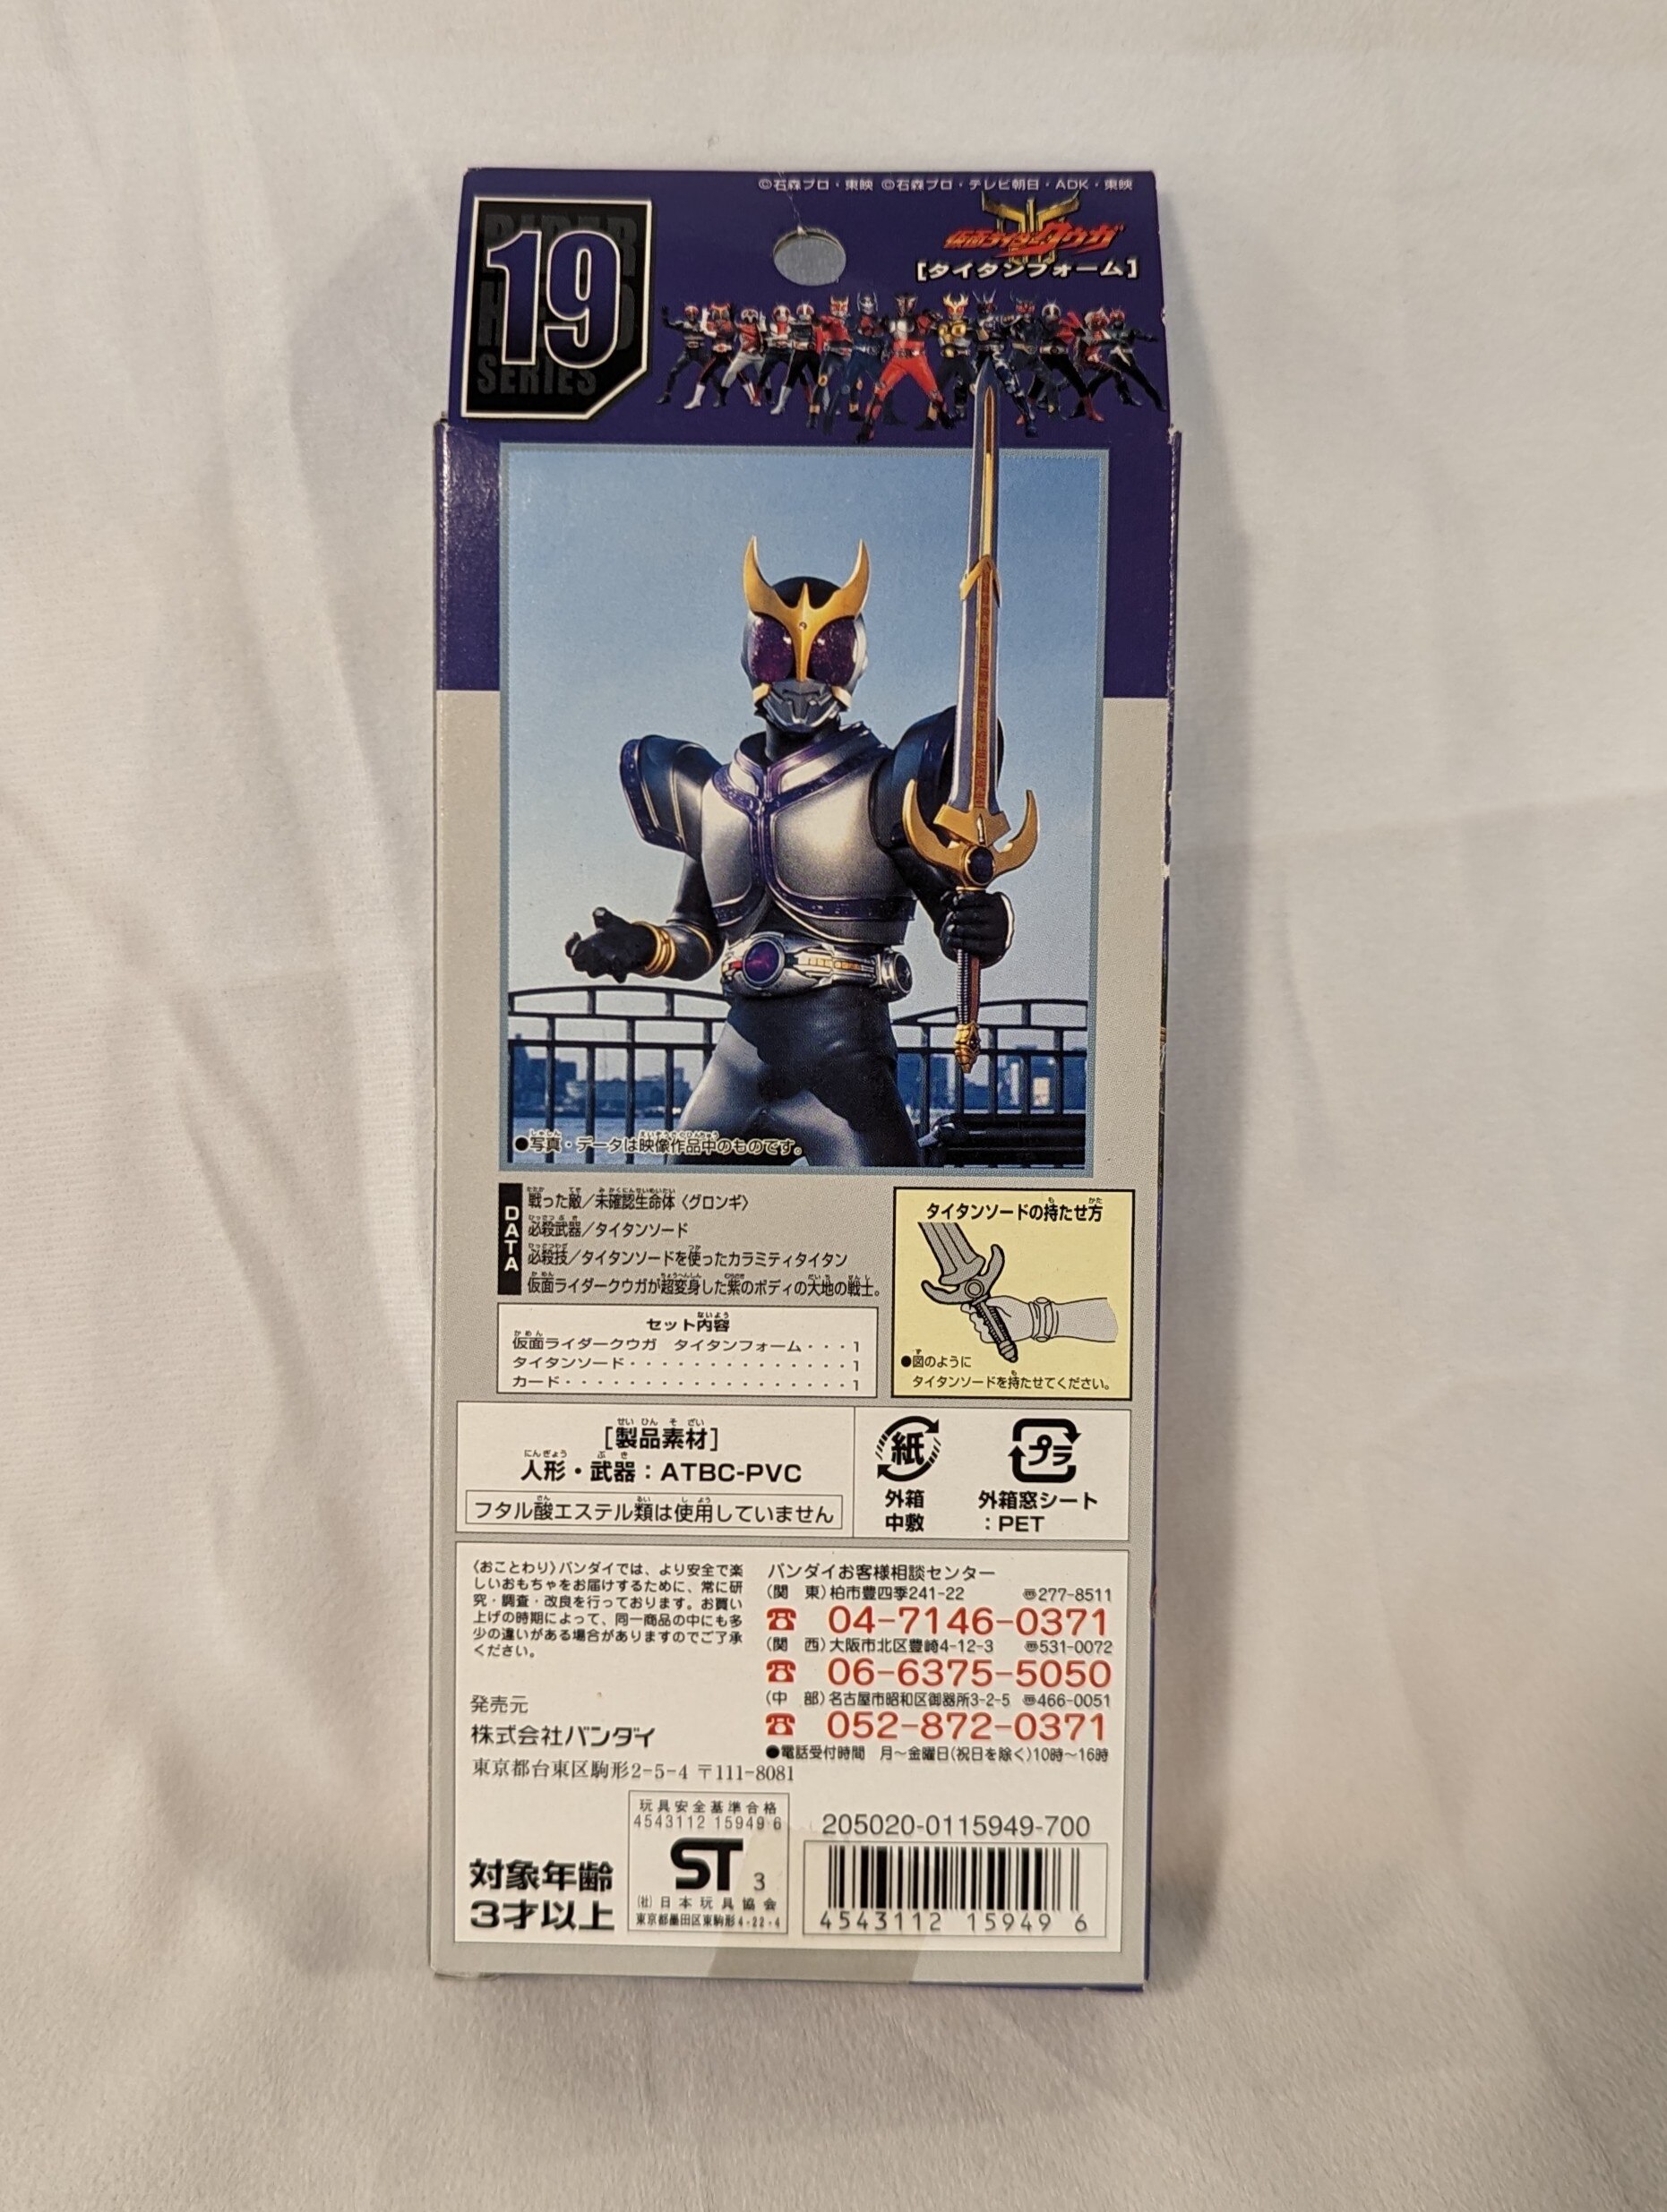 ©石森プロ・東映 ©石森プロ・テレビ朝日・ADK・東映
19
RIDER
HERO
SERIES
仮面ライダークウガ
[タイタンフォーム]
●写真・データは映像作品中のものです。
DATA
戦った敵/未確認生命体〈グロンギ〉
必殺武器/タイタンソード
必殺技/タイタンソードを使ったカラミティタイタン
仮面ライダークウガが超変身した紫のボディの大地の戦士。
セット内容
仮面ライダークウガ タイタンフォーム・・・1
タイタンソード・・・・・・・・・・・・・・1
カード・・・・・・・・・・・・・・・・・・1
タイタンソードの持たせ方
●図のように
タイタンソードを持たせてください。
[製品素材]
人形・武器：ATBC-PVC
フタル酸エステル類は使用していません
紙
外箱
中敷
プラ
外箱窓シート
：PET
〈おことわり〉バンダイでは、より安全で楽
しいおもちゃをお届けするために、常に研
究・調査・改良を行っております。お買い
上げの時期によって、同一商品の中にも多
少の違いがある場合がありますのでご了承
ください。
発売元
株式会社バンダイ
東京都台東区駒形2-5-4 〒111-8081
バンダイお客様相談センター
(関 東)柏市豊四季241-22 〠277-8511
☎ 04-7146-0371
(関 西)大阪市北区豊崎4-12-3 〠531-0072
☎ 06-6375-5050
(中 部)名古屋市昭和区御器所3-2-5 〠466-0051
☎ 052-872-0371
●電話受付時間 月〜金曜日(祝日を除く)10時〜16時
対象年齢
3才以上
玩具安全基準合格
4543112 15949 6
ST 3
(社)日本玩具協会
東京都墨田区東駒形4-22-4
205020-0115949-700
4543112 15949 6